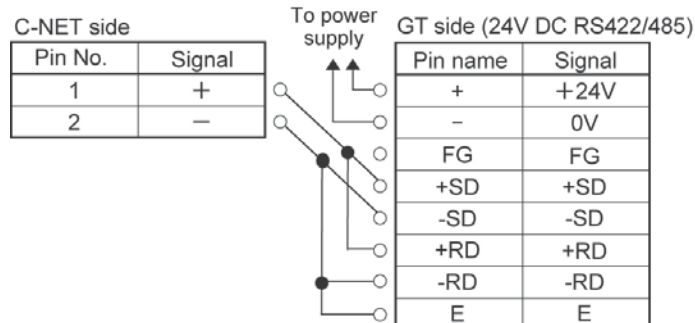 C-NET side
Pin No. Signal
1 +
2 −
To power
supply
GT side (24V DC RS422/485)
Pin name Signal
+ +24V
− 0V
FG FG
+SD +SD
-SD -SD
+RD +RD
-RD -RD
E E